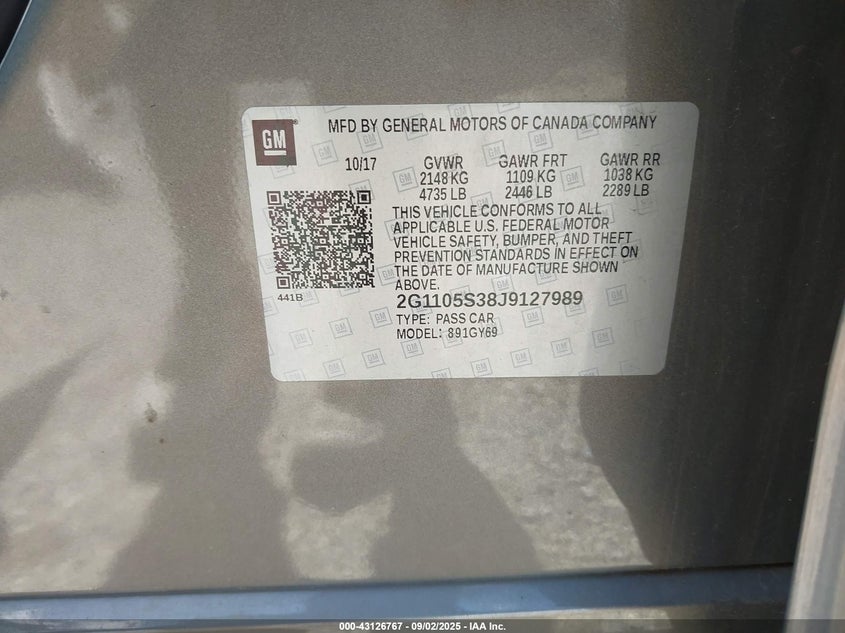 GM
MFD BY GENERAL MOTORS OF CANADA COMPANY
10/17 GVWR GAWR FRT GAWR RR
2148 KG 1109 KG 1038 KG
4735 LB 2446 LB 2289 LB
THIS VEHICLE CONFORMS TO ALL
APPLICABLE U.S. FEDERAL MOTOR
VEHICLE SAFETY, BUMPER, AND THEFT
PREVENTION STANDARDS IN EFFECT ON
THE DATE OF MANUFACTURE SHOWN
ABOVE.
441B
2G1105S38J9127989
TYPE: PASS CAR
MODEL: 891GY69
000-43126767 - 09/02/2025 - IAA Inc.